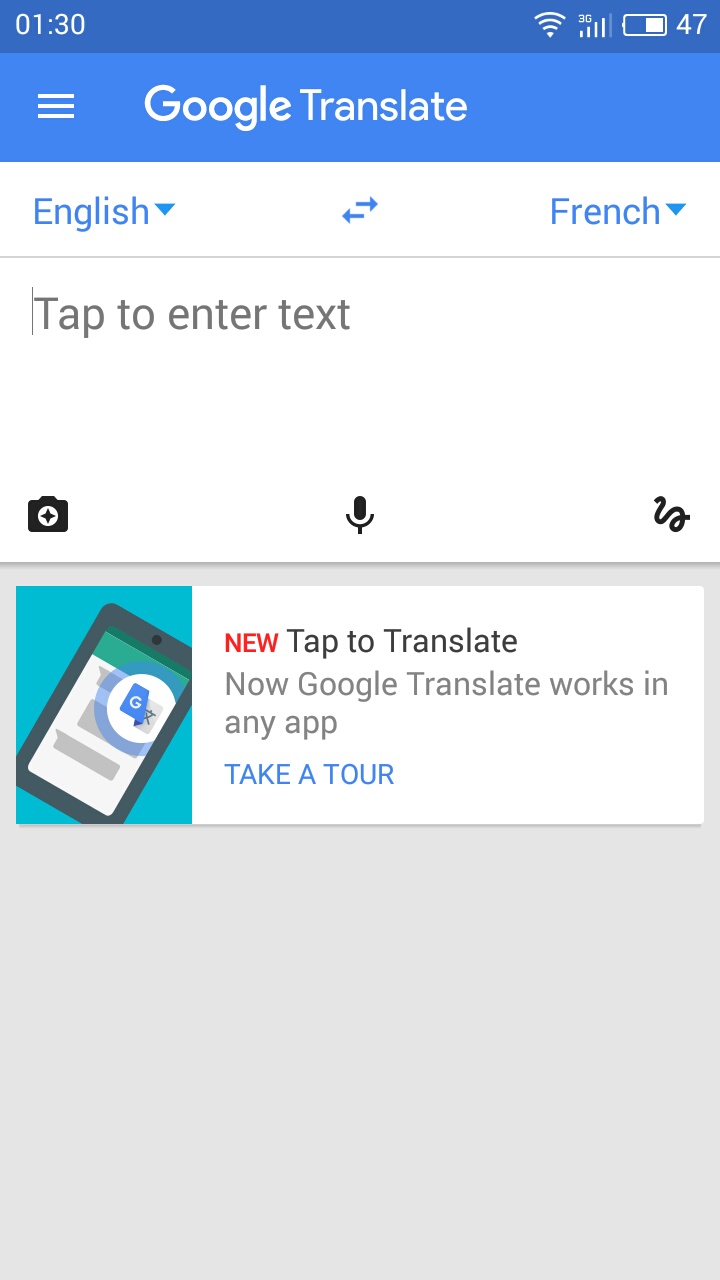 01:30 3G 47
Google Translate
English French
Tap to enter text
NEW Tap to Translate
Now Google Translate works in
any app
TAKE A TOUR
G 文